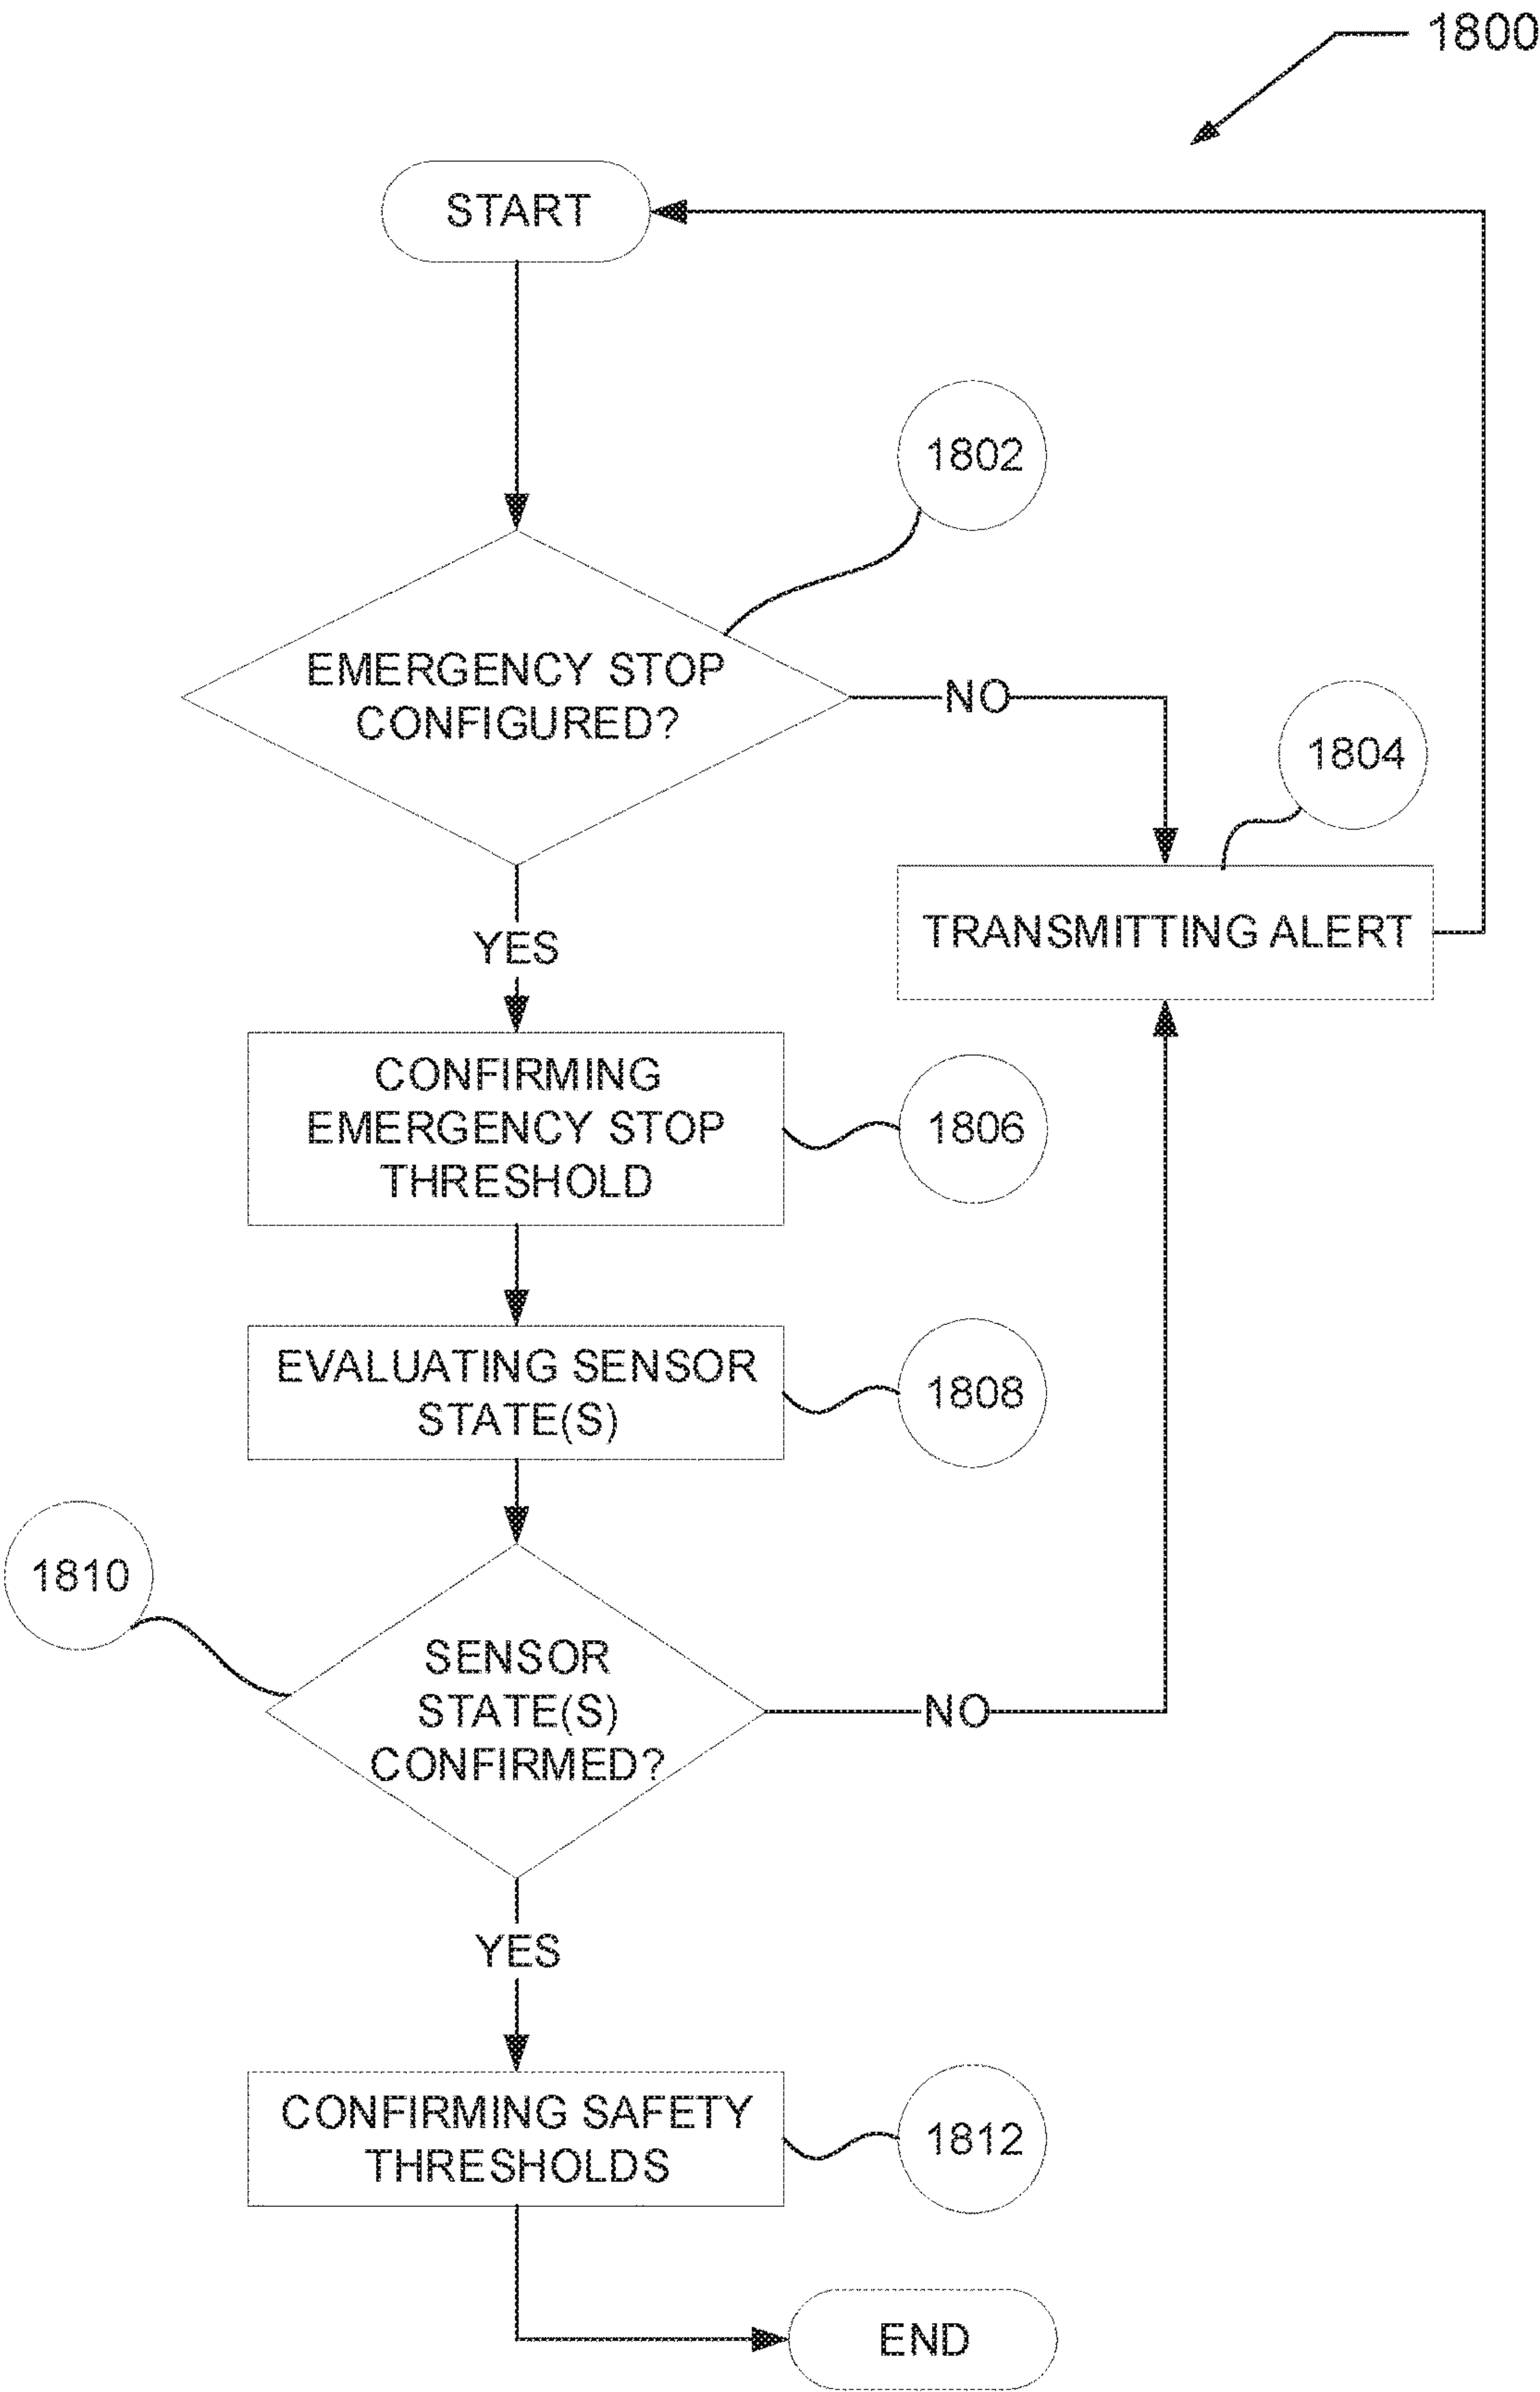 1800
START
1802
EMERGENCY STOP
CONFIGURED?
NO
1804
TRANSMITTING ALERT
YES
CONFIRMING
EMERGENCY STOP
THRESHOLD
1806
EVALUATING SENSOR
STATE(S)
1808
1810
SENSOR
STATE(S)
CONFIRMED?
NO
YES
CONFIRMING SAFETY
THRESHOLDS
1812
END